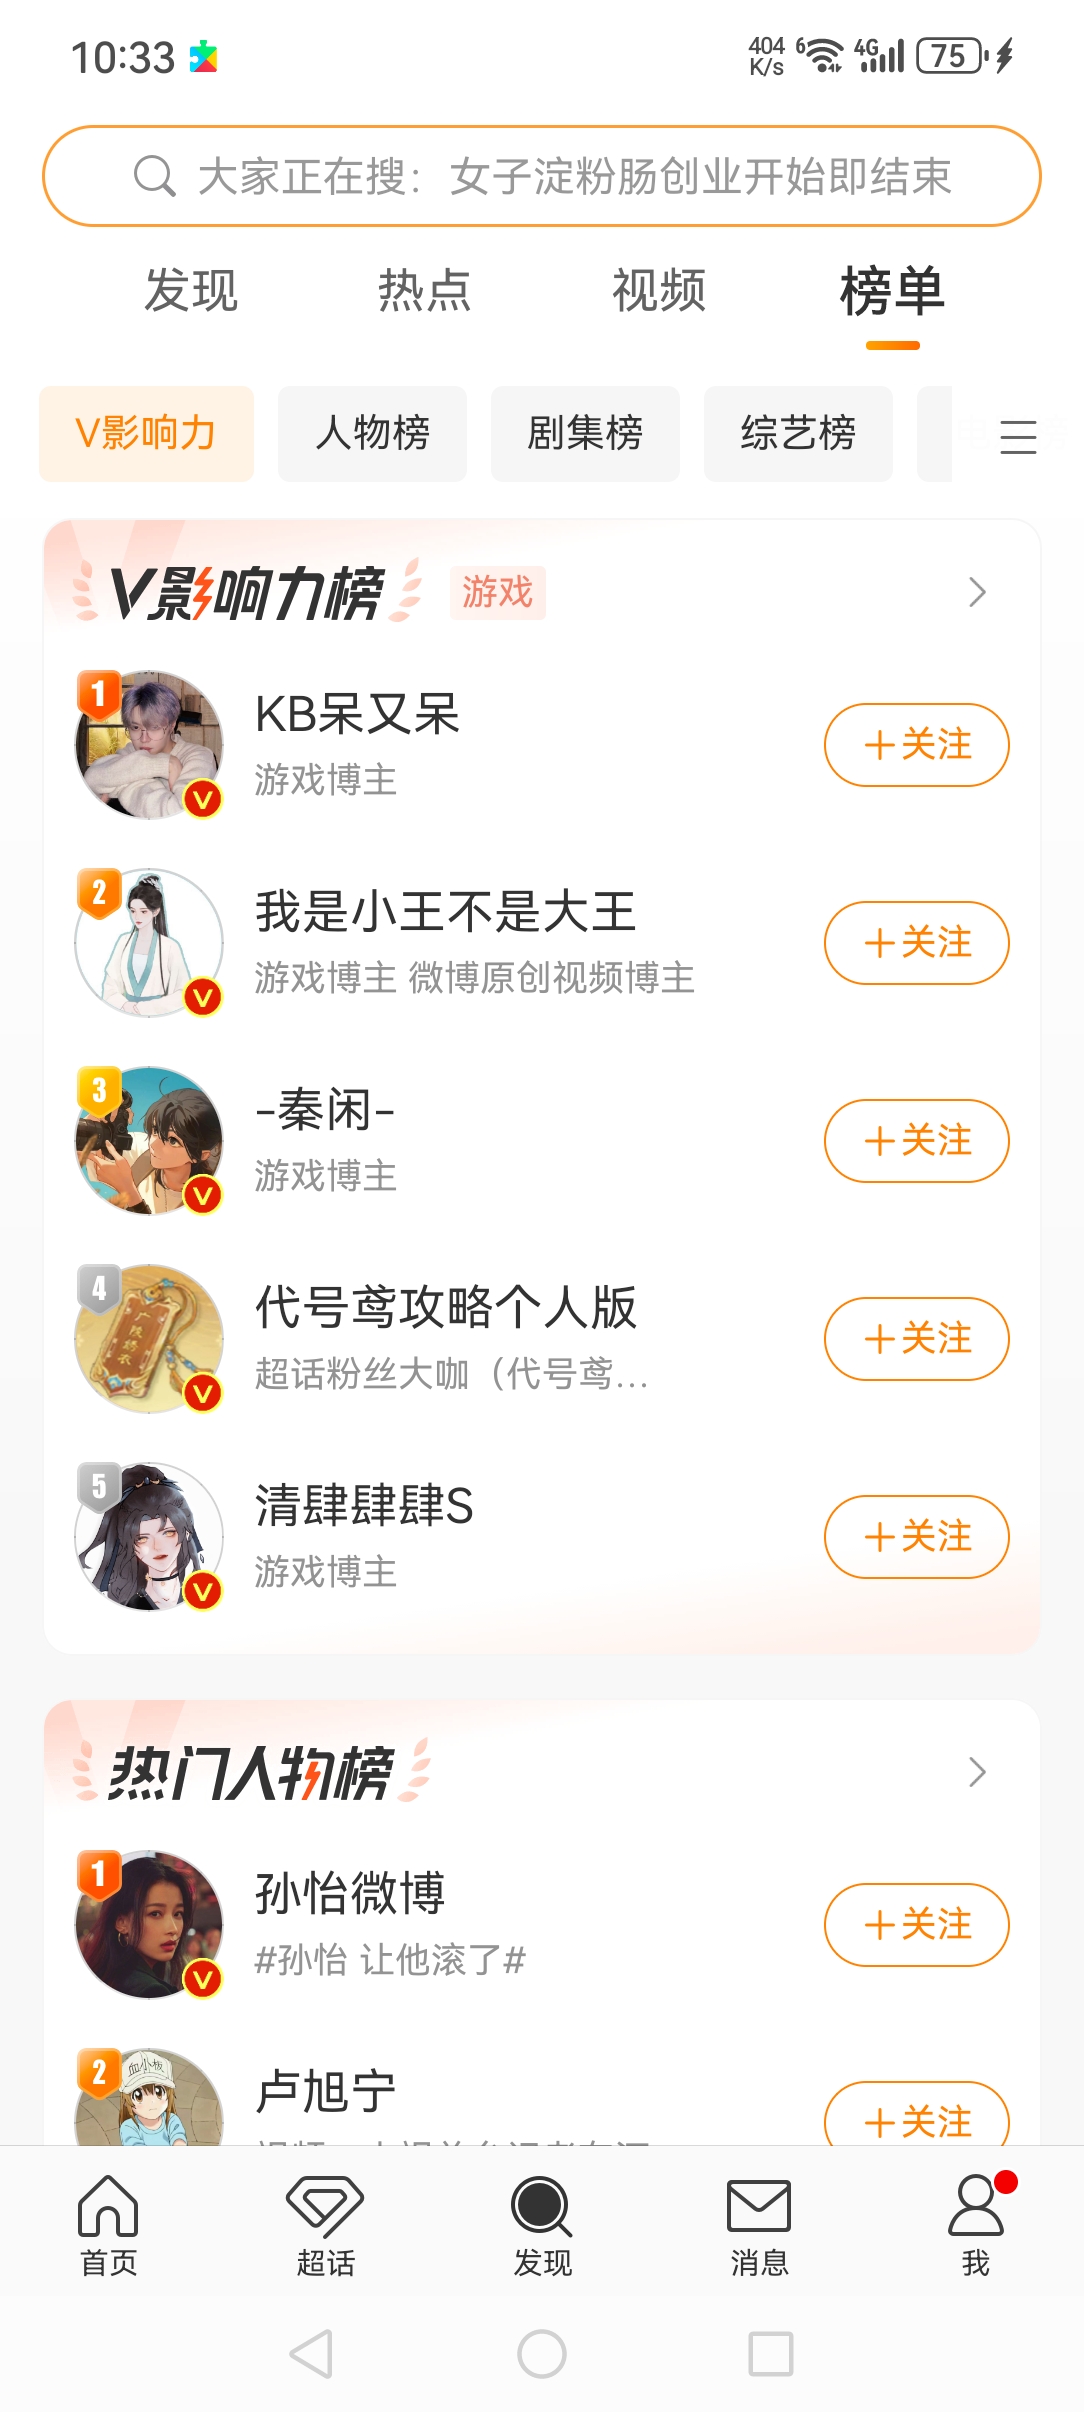 10:33
404 K/s
6
4G
75
大家正在搜：女子淀粉肠创业开始即结束
发现
热点
视频
榜单
V影响力
人物榜
剧集榜
综艺榜
V影响力榜
游戏
1
KB呆又呆
游戏博主
+关注
2
我是小王不是大王
游戏博主 微博原创视频博主
+关注
3
-秦闲-
游戏博主
+关注
4
代号鸢攻略个人版
超话粉丝大咖（代号鸢...
+关注
5
清肆肆肆S
游戏博主
+关注
热门人物榜
1
孙怡微博
#孙怡 让他滚了#
+关注
2
卢旭宁
+关注
首页
超话
发现
消息
我